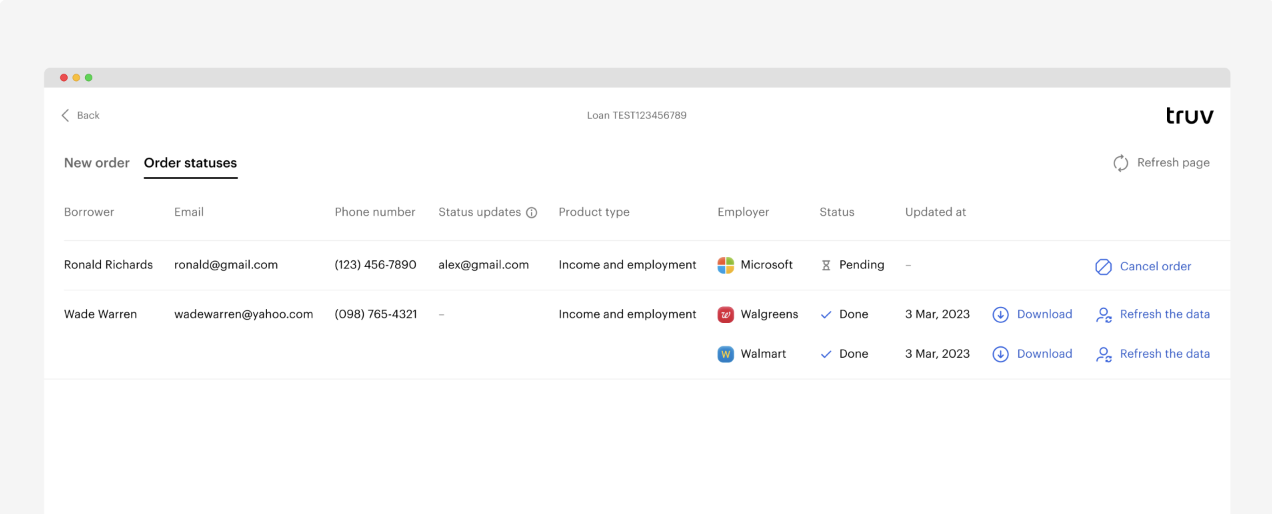 Back
Loan TEST123456789
truv
New order Order statuses
Refresh page
Borrower Email Phone number Status updates Product type Employer Status Updated at
Ronald Richards ronald@gmail.com (123) 456-7890 alex@gmail.com Income and employment Microsoft Pending – Cancel order
Wade Warren wadewarren@yahoo.com (098) 765-4321 – Income and employment Walgreens Done 3 Mar, 2023 Download Refresh the data
W Walmart Done 3 Mar, 2023 Download Refresh the data